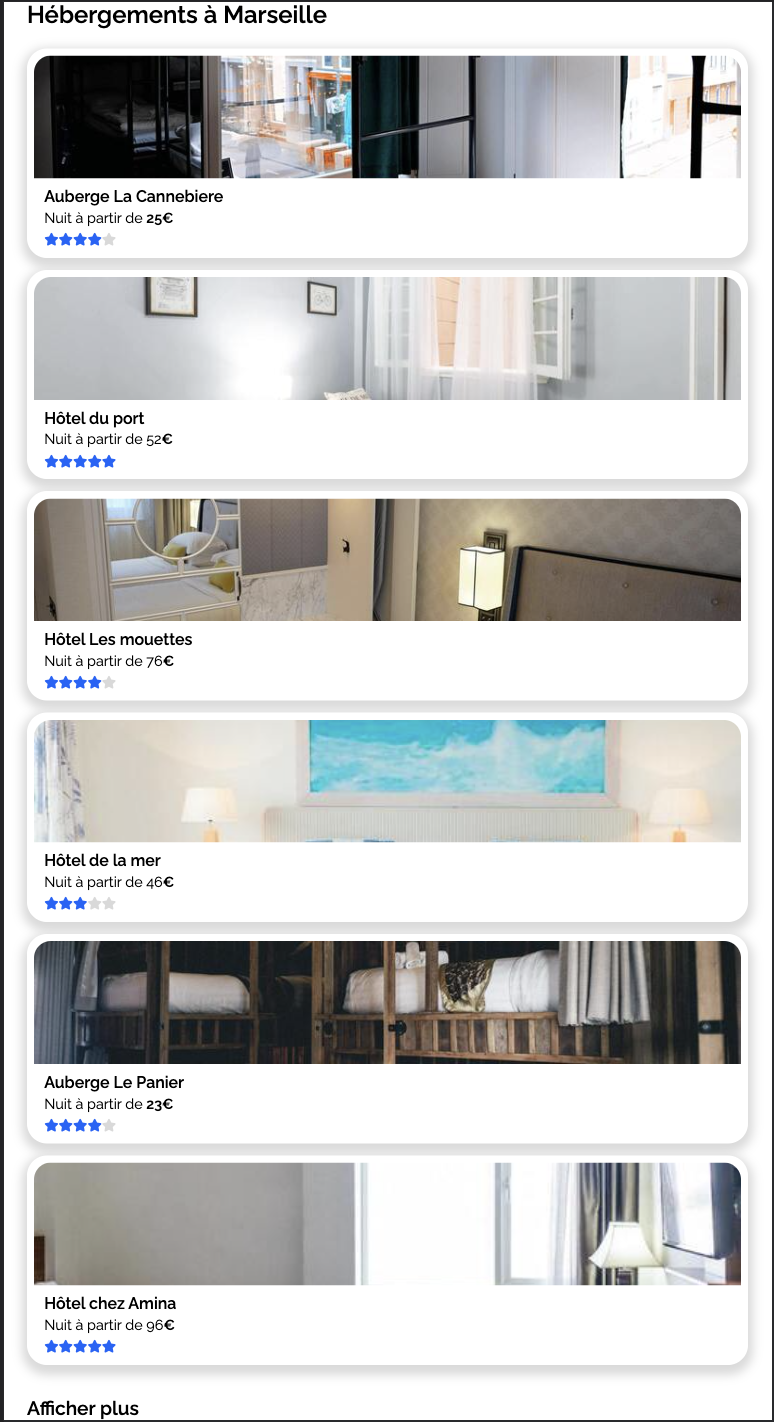 Hébergements à Marseille
Auberge La Cannebiere
Nuit à partir de 25€
Hôtel du port
Nuit à partir de 52€
Hôtel Les mouettes
Nuit à partir de 76€
Hôtel de la mer
Nuit à partir de 46€
Auberge Le Panier
Nuit à partir de 23€
Hôtel chez Amina
Nuit à partir de 96€
Afficher plus